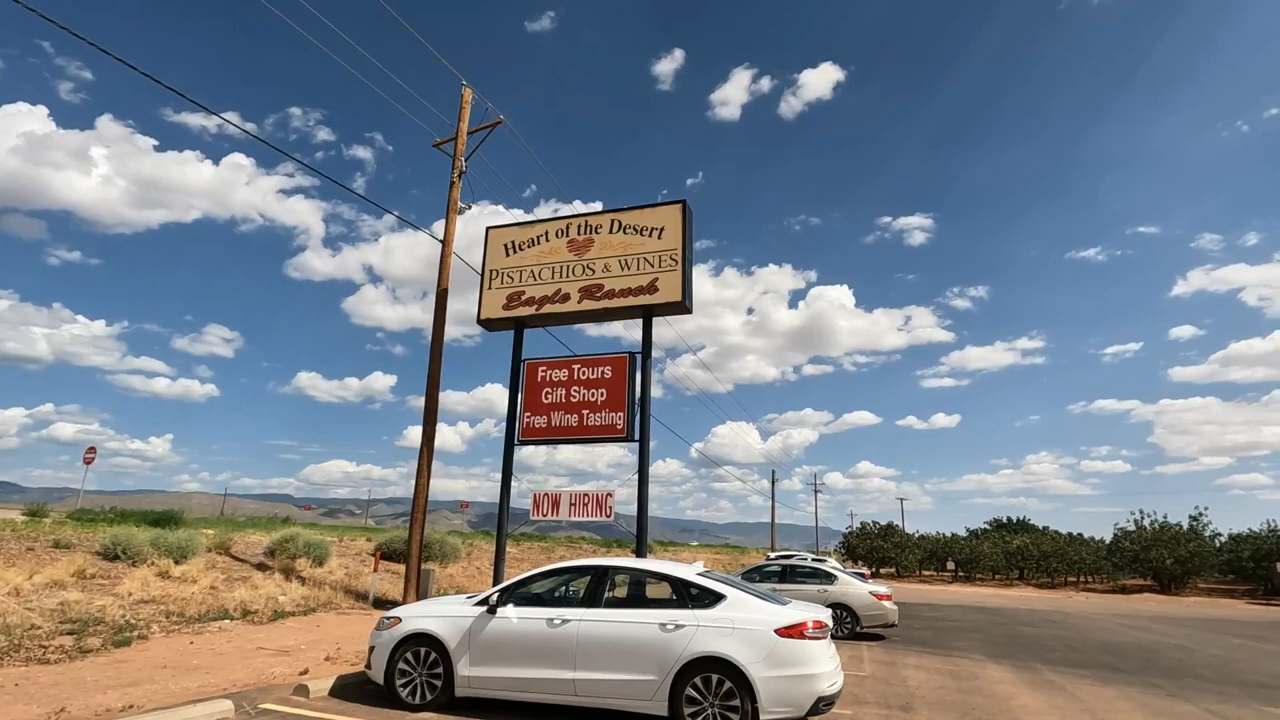 Heart of the Desert
PISTACHIOS & WINES
Eagle Ranch
Free Tours
Gift Shop
Free Wine Tasting
NOW HIRING